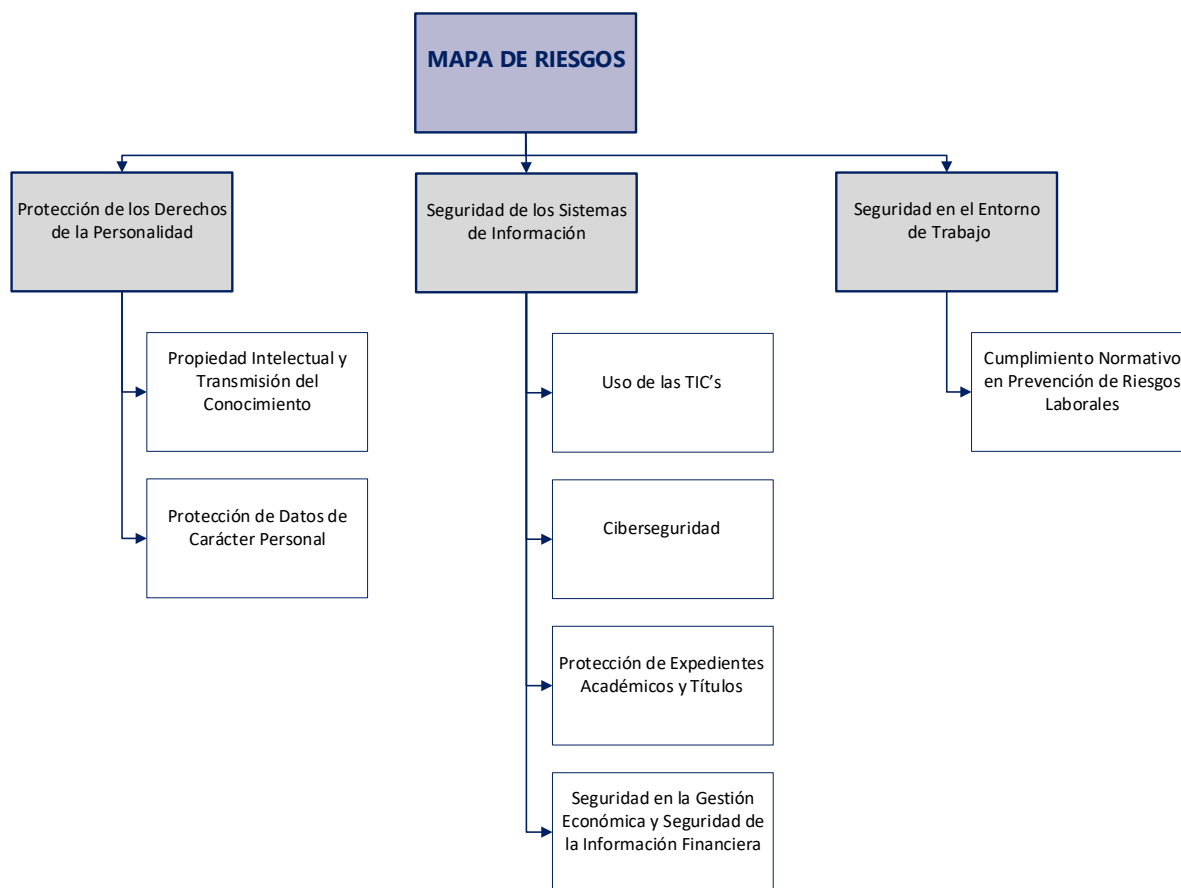 MAPA DE RIESGOS
Protección de los Derechos
de la Personalidad
Seguridad de los Sistemas
de Información
Seguridad en el Entorno
de Trabajo
Propiedad Intelectual y
Transmisión del
Conocimiento
Protección de Datos de
Carácter Personal
Uso de las TIC’s
Ciberseguridad
Protección de Expedientes
Académicos y Títulos
Seguridad en la Gestión
Económica y Seguridad de
la Información Financiera
Cumplimiento Normativo
en Prevención de Riesgos
Laborales